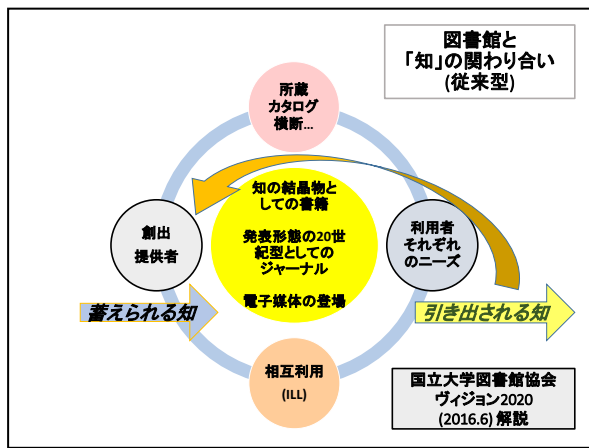 図書館と
「知」の関わり合い
(従来型)
所蔵
カタログ
横断...
知の結晶物と
しての書籍
発表形態の20世
紀型としての
ジャーナル
電子媒体の登場
創出
提供者
利用者
それぞれ
のニーズ
蓄えられる知
引き出される知
相互利用
(ILL)
国立大学図書館協会
ヴィジョン2020
(2016.6) 解説